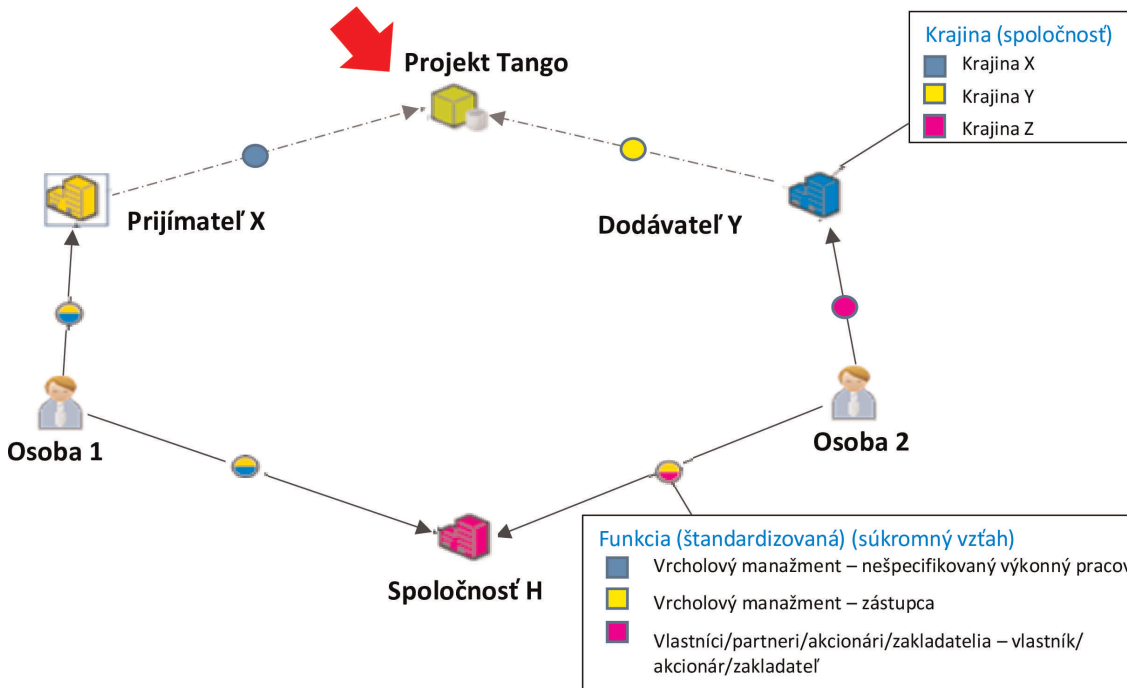 Projekt Tango
Krajina (spoločnosť)
Krajina X
Krajina Y
Krajina Z
Prijímateľ X
Dodávateľ Y
Osoba 1
Osoba 2
Spoločnosť H
Funkcia (štandardizovaná) (súkromný vzťah)
Vrcholový manažment – nešpecifikovaný výkonný pracov
Vrcholový manažment – zástupca
Vlastníci/partneri/akcionári/zakladatelia – vlastník/
akcionár/zakladateľ